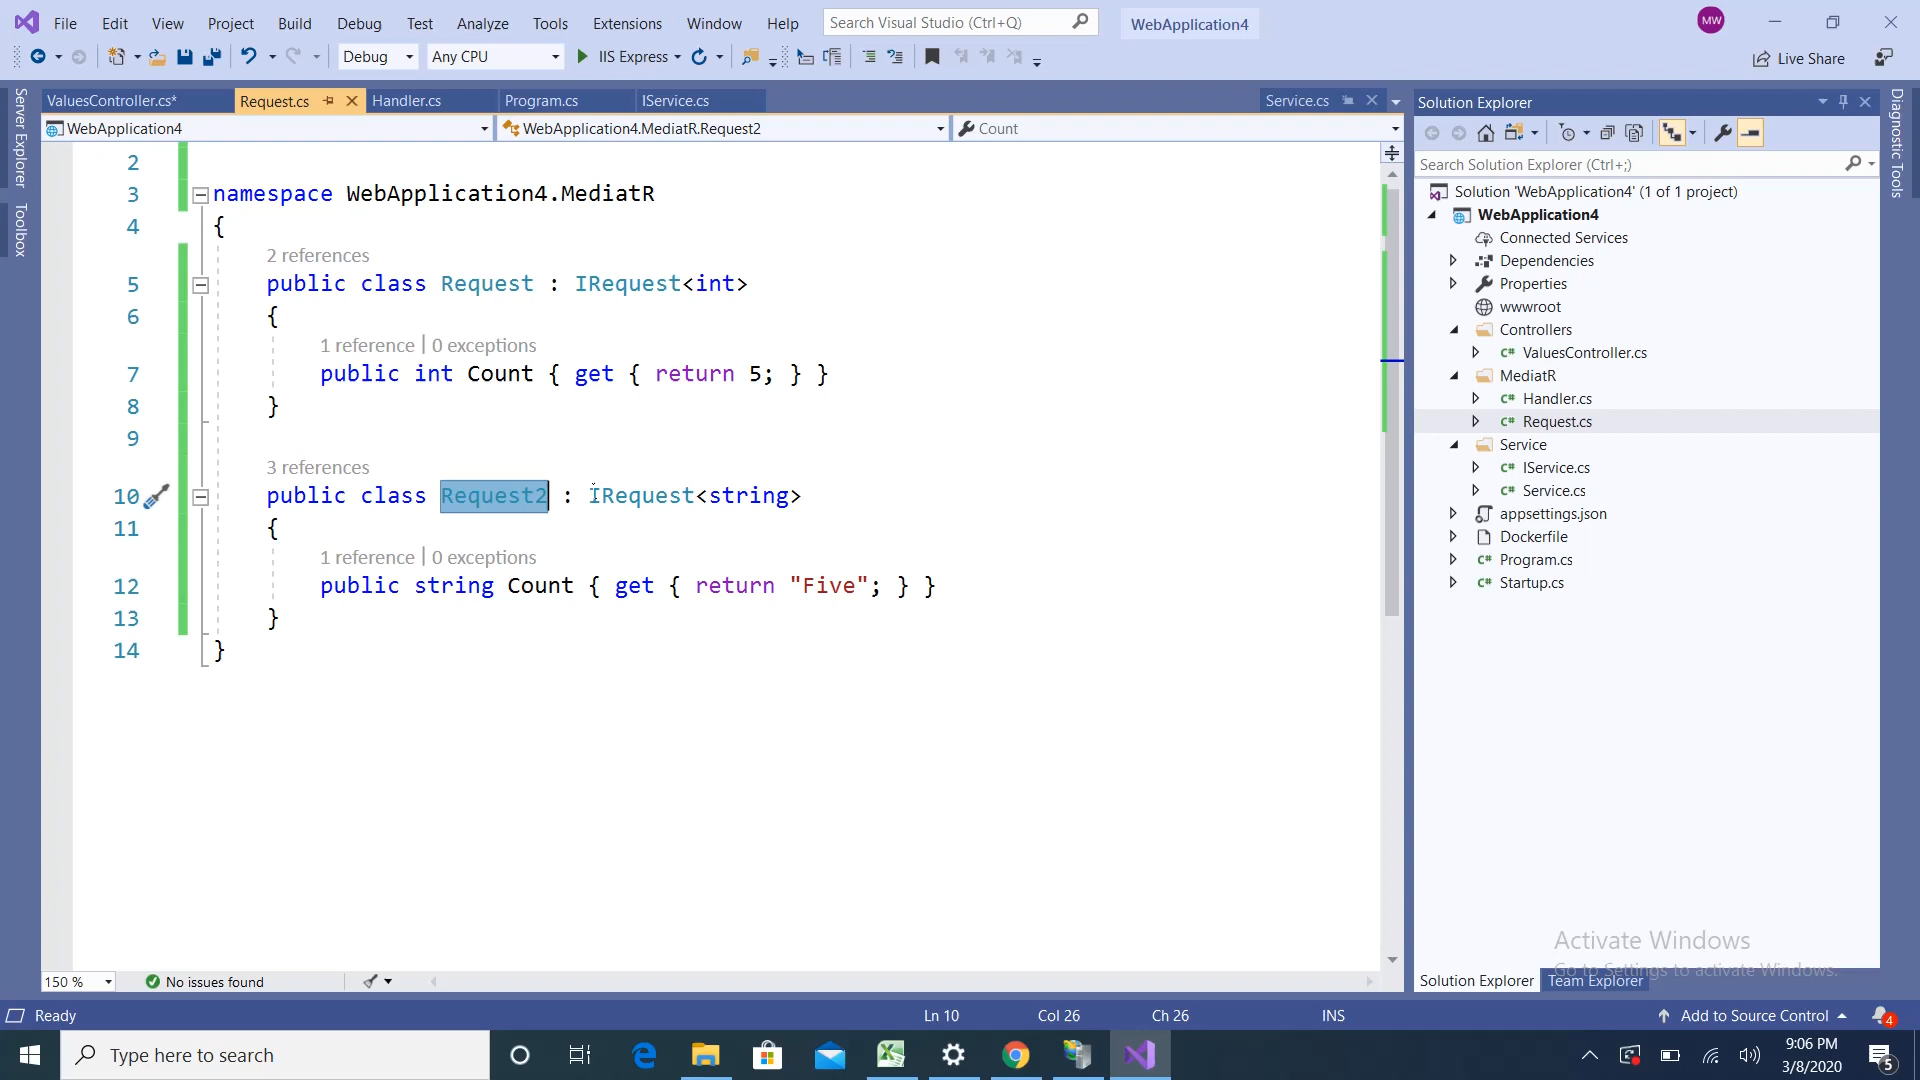 File Edit View Project Build Debug Test Analyze Tools Extensions Window Help Search Visual Studio (Ctrl+Q) WebApplication4 MW
Debug Any CPU IIS Express Live Share
Server Explorer
Toolbox
ValuesController.cs* Request.cs Handler.cs Program.cs IService.cs Service.cs
WebApplication4 WebApplication4.MediatR.Request2 Count
2
3 namespace WebApplication4.MediatR
4 {
2 references
5 public class Request : IRequest<int>
6 {
1 reference | 0 exceptions
7 public int Count { get { return 5; } }
8 }
9
3 references
10 public class Request2 : IRequest<string>
11 {
1 reference | 0 exceptions
12 public string Count { get { return "Five"; } }
13 }
14 }
150 % No issues found
Solution Explorer
Search Solution Explorer (Ctrl+;)
Solution 'WebApplication4' (1 of 1 project)
WebApplication4
Connected Services
Dependencies
Properties
wwwroot
Controllers
C# ValuesController.cs
MediatR
C# Handler.cs
C# Request.cs
Service
C# IService.cs
C# Service.cs
appsettings.json
Dockerfile
C# Program.cs
C# Startup.cs
Activate Windows
Go to Settings to activate Windows.
Solution Explorer Team Explorer
Diagnostic Tools
Ready Ln 10 Col 26 Ch 26 INS Add to Source Control 4
Type here to search
9:06 PM
3/8/2020
5